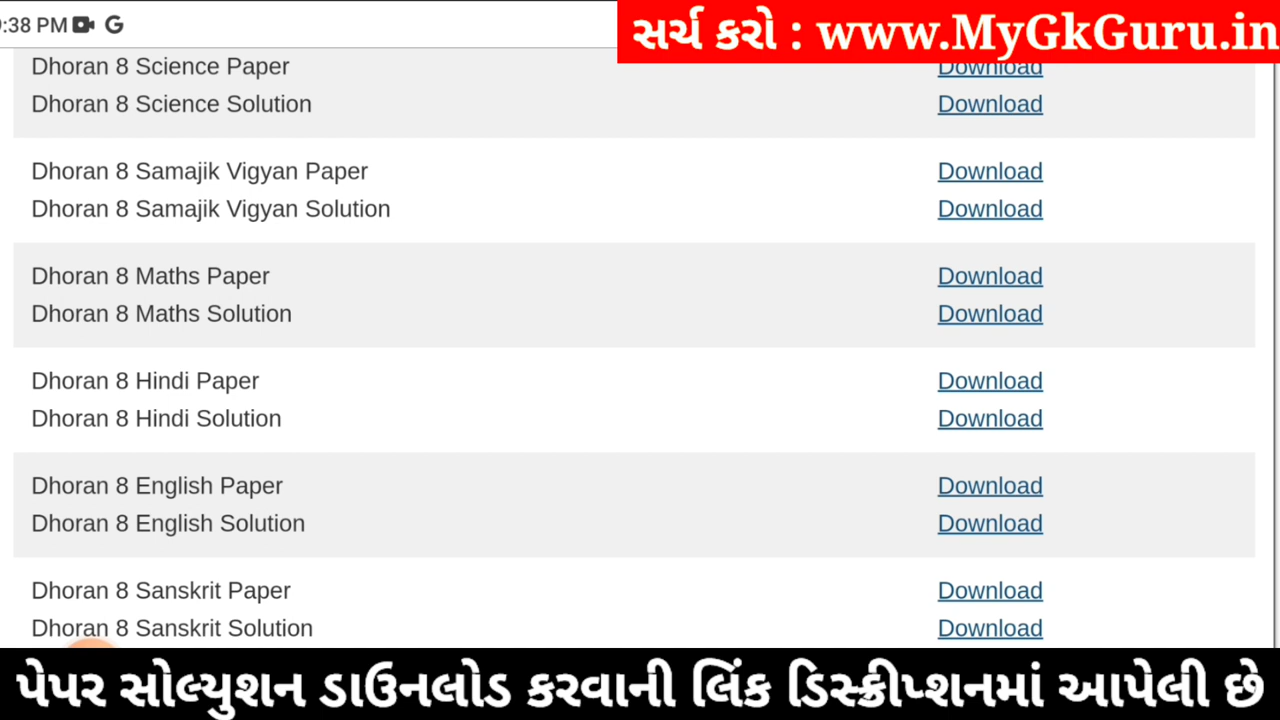 :38 PM G
સર્ચ કરો : www.MyGkGuru.in
Dhoran 8 Science Paper Download
Dhoran 8 Science Solution Download
Dhoran 8 Samajik Vigyan Paper Download
Dhoran 8 Samajik Vigyan Solution Download
Dhoran 8 Maths Paper Download
Dhoran 8 Maths Solution Download
Dhoran 8 Hindi Paper Download
Dhoran 8 Hindi Solution Download
Dhoran 8 English Paper Download
Dhoran 8 English Solution Download
Dhoran 8 Sanskrit Paper Download
Dhoran 8 Sanskrit Solution Download
પેપર સોલ્યુશન ડાઉનલોડ કરવાની લિંક ડિસ્ક્રીપ્શનમાં આપેલી છે